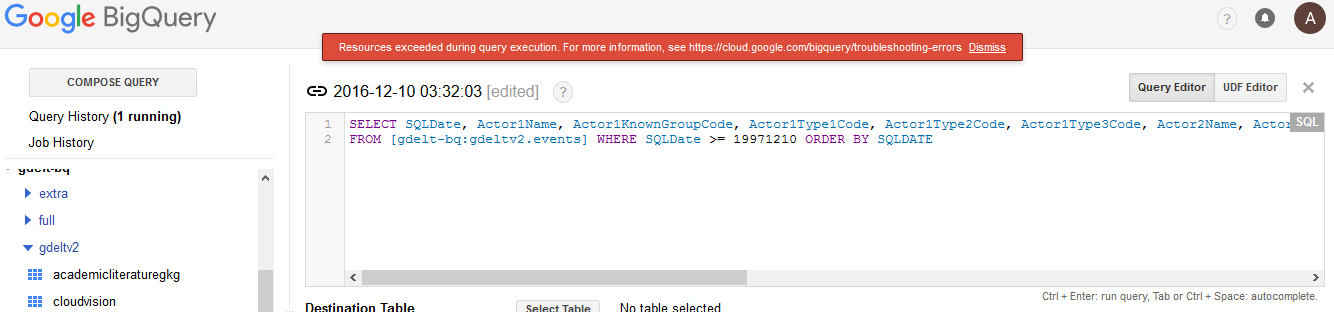 Google BigQuery
?
A
Resources exceeded during query execution. For more information, see https://cloud.google.com/bigquery/troubleshooting-errors Dismiss
COMPOSE QUERY
Query History (1 running)
Job History
gdelt-bq
extra
full
gdeltv2
academicliteraturegkg
cloudvision
2016-12-10 03:32:03 [edited] ?
Query Editor UDF Editor
1 SELECT SQLDate, Actor1Name, Actor1KnownGroupCode, Actor1Type1Code, Actor1Type2Code, Actor1Type3Code, Actor2Name, Actor
SQL
2 FROM [gdelt-bq:gdeltv2.events] WHERE SQLDate >= 19971210 ORDER BY SQLDATE
Ctrl + Enter: run query, Tab or Ctrl + Space: autocomplete.
Destination Table Select Table No table selected